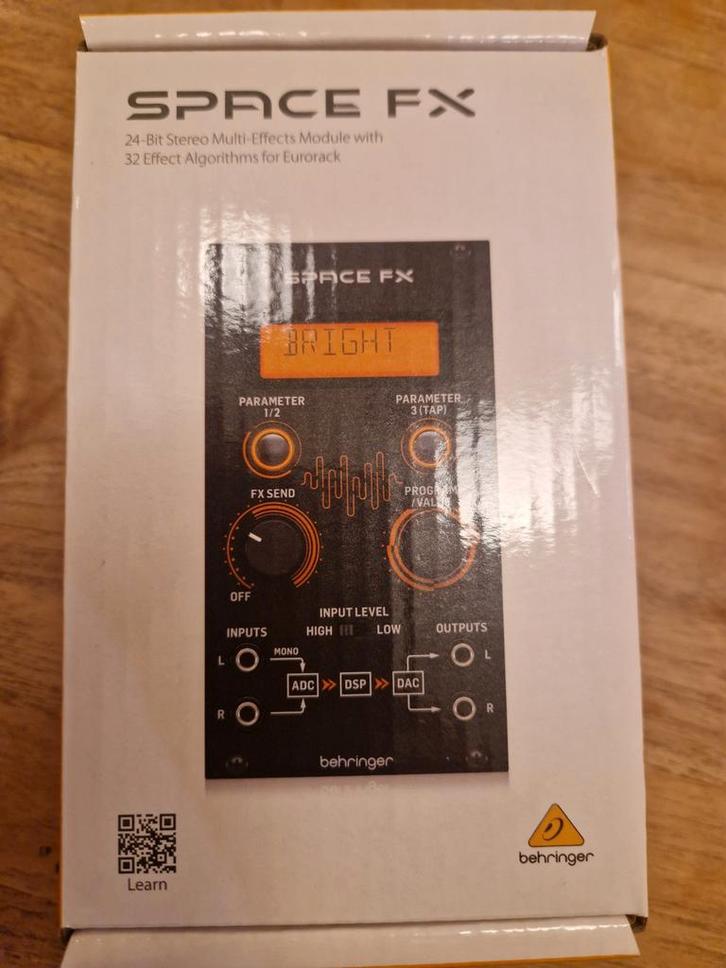 SPACE FX
24-Bit Stereo Multi-Effects Module with
32 Effect Algorithms for Eurorack
SPACE FX
BRIGHT
PARAMETER
1/2
PARAMETER
3 (TAP)
FX SEND
PROGRAM
/VALUE
OFF
INPUT LEVEL
HIGH LOW
INPUTS
OUTPUTS
L MONO L
ADC DSP DAC
R R
behringer
Learn
behringer